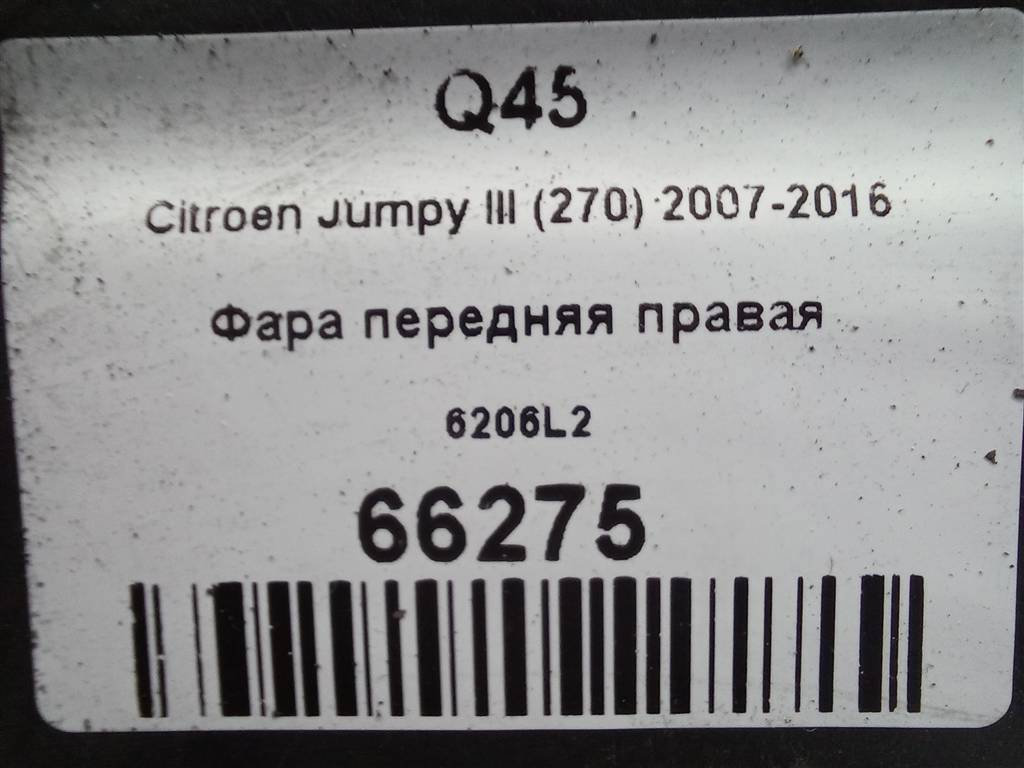 Q45
Citroen Jumpy III (270) 2007-2016
Фара передняя правая
6206L2
66275